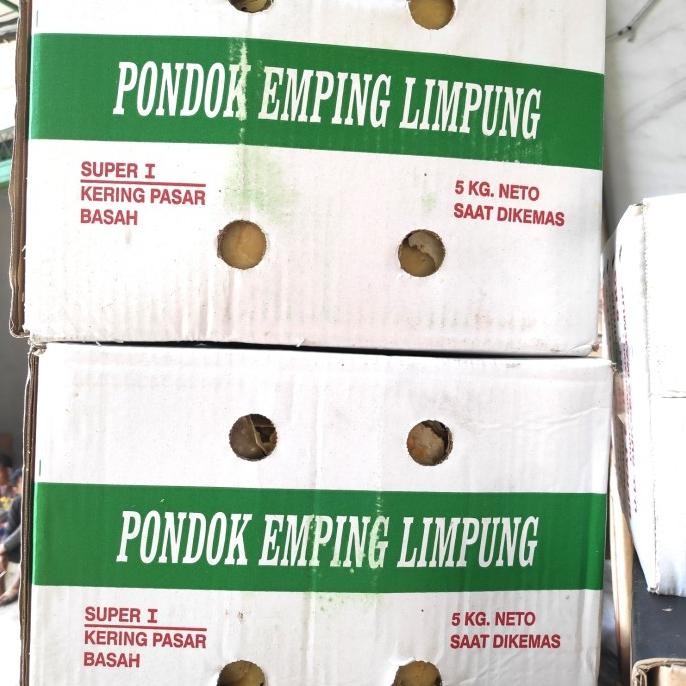 PONDOK EMPING LIMPUNG
SUPER I
KERING PASAR
BASAH
5 KG. NETO
SAAT DIKEMAS
PONDOK EMPING LIMPUNG
SUPER I
KERING PASAR
BASAH
5 KG. NETO
SAAT DIKEMAS